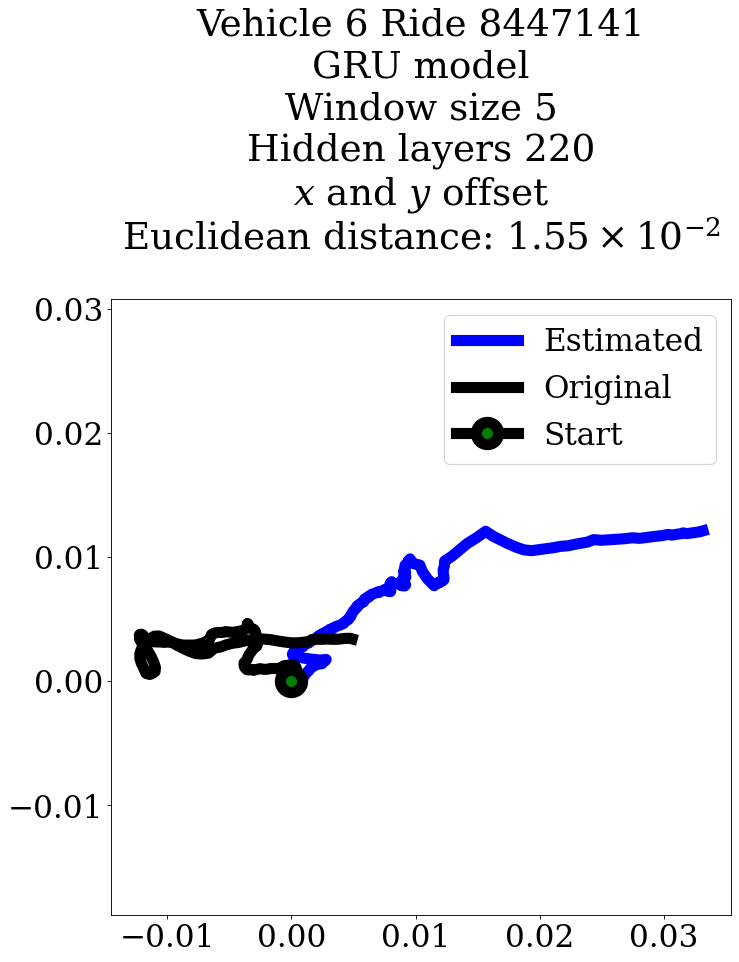 Vehicle 6 Ride 8447141
GRU model
Window size 5
Hidden layers 220
x and y offset
Euclidean distance: 1.55 × 10⁻²
0.03
0.02
0.01
0.00
−0.01
Estimated
Original
Start
−0.01 0.00 0.01 0.02 0.03